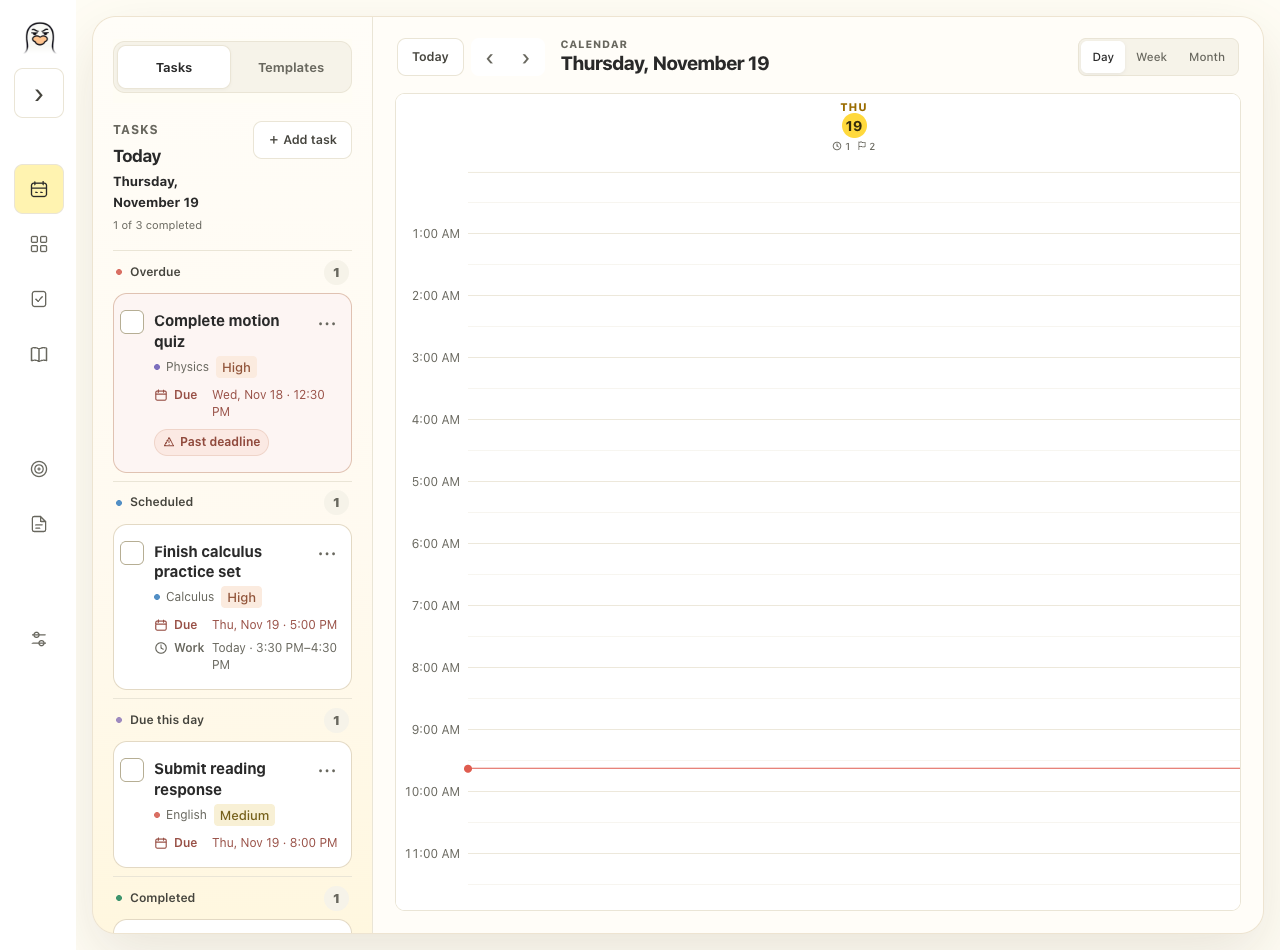 Tasks
Templates
TASKS
Today
Thursday,
November 19
1 of 3 completed
+ Add task
Overdue
1
Complete motion
quiz
Physics
High
Due
Wed, Nov 18 · 12:30
PM
Past deadline
Scheduled
1
Finish calculus
practice set
Calculus
High
Due
Thu, Nov 19 · 5:00 PM
Work
Today · 3:30 PM–4:30
PM
Due this day
1
Submit reading
response
English
Medium
Due
Thu, Nov 19 · 8:00 PM
Completed
1
Today
CALENDAR
Thursday, November 19
Day
Week
Month
THU
19
1
2
1:00 AM
2:00 AM
3:00 AM
4:00 AM
5:00 AM
6:00 AM
7:00 AM
8:00 AM
9:00 AM
10:00 AM
11:00 AM